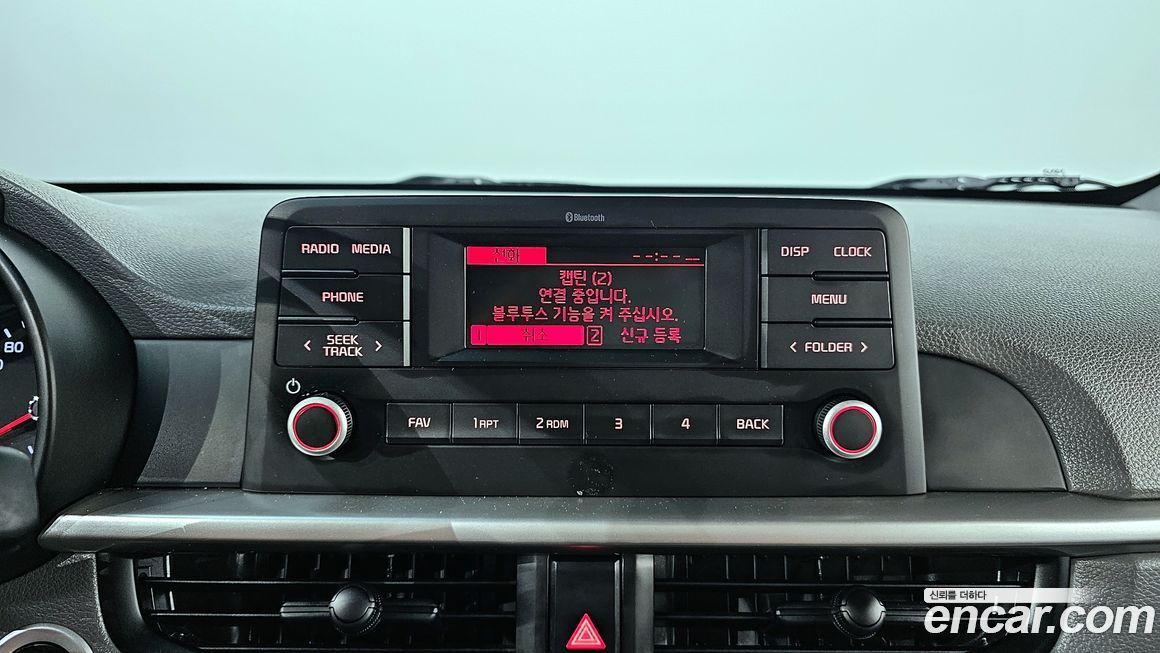 Bluetooth
RADIO MEDIA
전화
--:--
DISP CLOCK
캡틴 (2)
PHONE
연결 중입니다.
MENU
블루투스 기능을 켜 주십시오.
< SEEK TRACK >
1 취소 2 신규 등록
< FOLDER >
80
FAV 1 RPT 2 RDM 3 4 BACK
신뢰를 더하다
encar.com